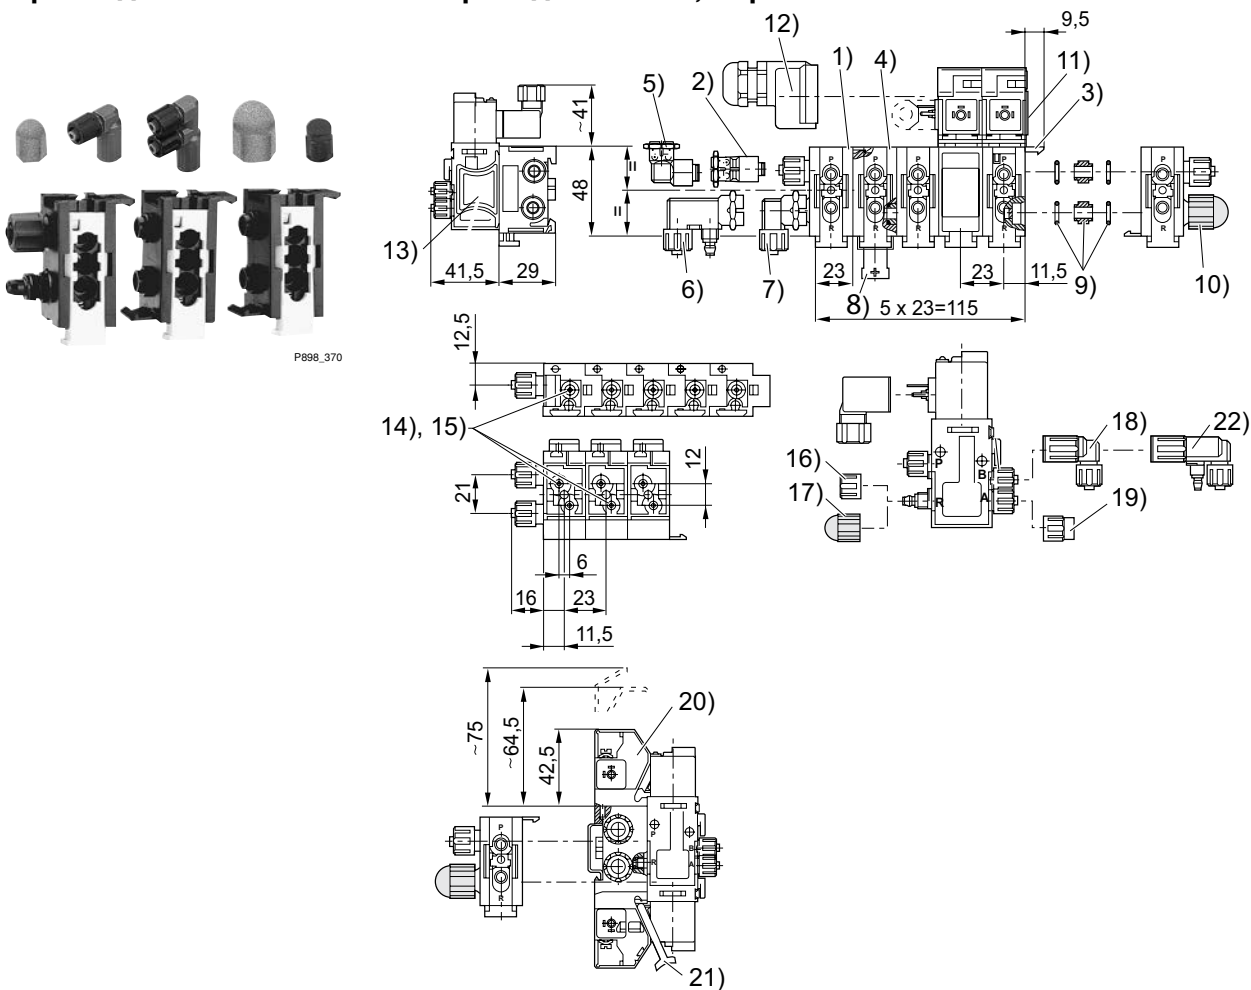 12)
9,5
1)
4)
11)
5)
2)
3)
~41
48
=
=
P
P
P
P
P
R
R
R
R
R
13)
41,5
29
6)
7)
8)
23
23
11,5
9)
10)
5 x 23=115
P898_370
12,5
14), 15)
12
21
6
16
23
11,5
18)
22)
16)
17)
19)
P
B
R
A
~75
~64,5
42,5
20)
P
R
P
B
R
A
21)